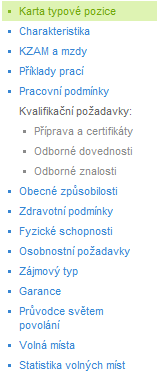 Karta typové pozice
Charakteristika
KZAM a mzdy
Příklady prací
Pracovní podmínky
Kvalifikační požadavky:
Příprava a certifikáty
Odborné dovednosti
Odborné znalosti
Obecné způsobilosti
Zdravotní podmínky
Fyzické schopnosti
Osobnostní požadavky
Zájmový typ
Garance
Průvodce světem
povolání
Volná místa
Statistika volných míst